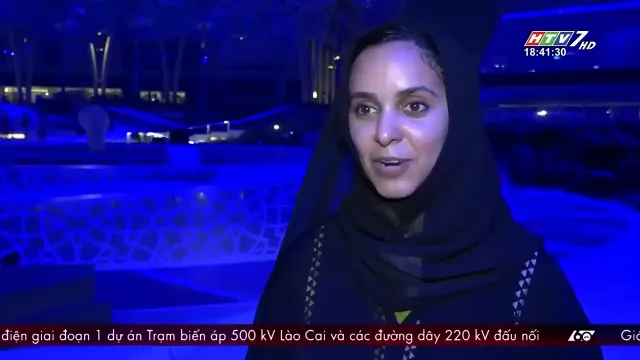 HTV7 HD
18:41:30
điện giai đoạn 1 dự án Trạm biến áp 500 kV Lào Cai và các đường dây 220 kV đấu nối 60 Giá